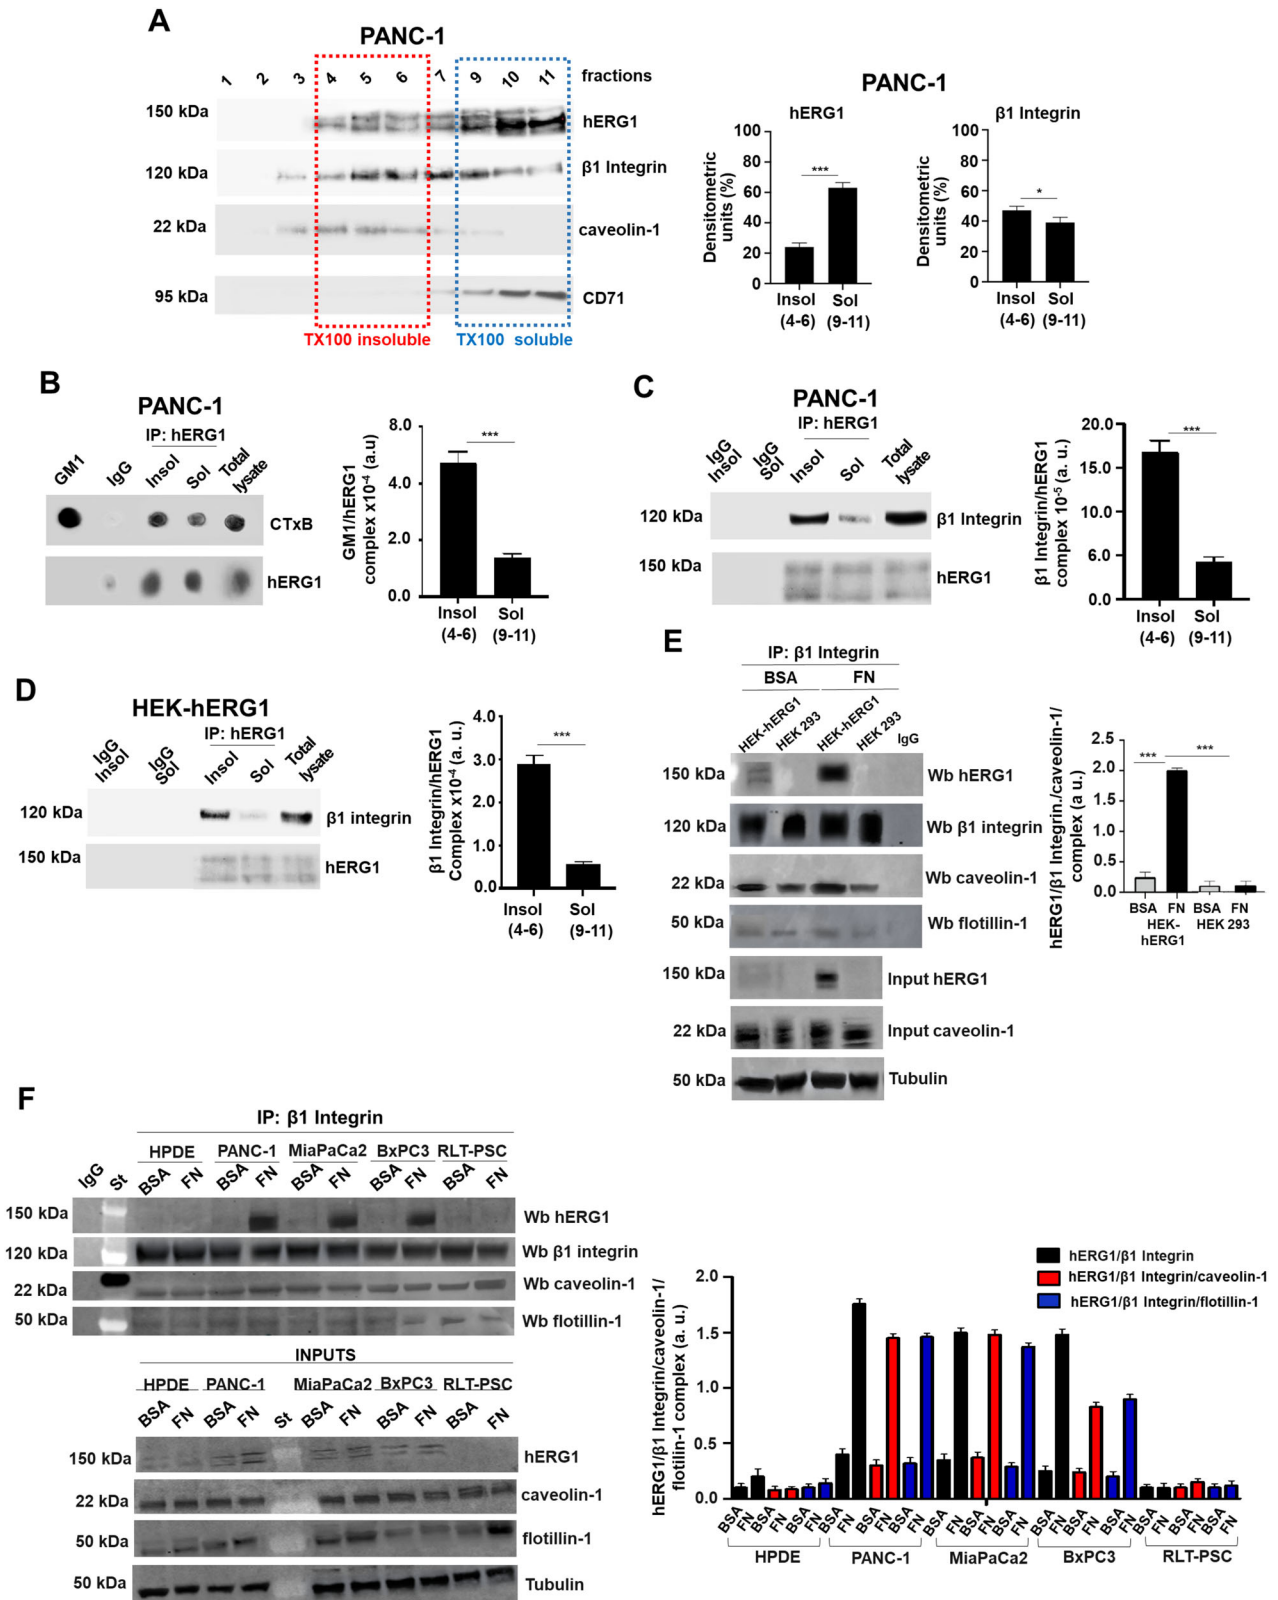 A
PANC-1
1 2 3 4 5 6 7 9 10 11 fractions
150 kDa
hERG1
120 kDa
β1 Integrin
22 kDa
caveolin-1
95 kDa
CD71
TX100 insoluble
TX100 soluble
PANC-1
hERG1
Densitometric units (%)
100
80
60
40
20
0
***
Insol (4-6)
Sol (9-11)
β1 Integrin
Densitometric units (%)
100
80
60
40
20
0
*
Insol (4-6)
Sol (9-11)
B
PANC-1
IP: hERG1
GM1
IgG
Insol
Sol
Total lysate
CTxB
hERG1
GM1/hERG1 complex x10-4 (a.u)
8.0
4.0
2.0
0.0
***
Insol (4-6)
Sol (9-11)
C
PANC-1
IP: hERG1
IgG Insol
IgG Sol
Insol
Sol
Total lysate
120 kDa
β1 Integrin
150 kDa
hERG1
β1 Integrin/hERG1 complex 10-5 (a. u.)
20.0
15.0
10.0
6.0
0.0
***
Insol (4-6)
Sol (9-11)
D
HEK-hERG1
IP: hERG1
IgG Insol
IgG Sol
Insol
Sol
Total lysate
120 kDa
β1 integrin
150 kDa
hERG1
β1 Integrin/hERG1 Complex x10-4 (a. u.)
4.0
3.0
2.0
1.0
0.0
***
Insol (4-6)
Sol (9-11)
E
IP: β1 Integrin
BSA
FN
HEK-hERG1
HEK 293
HEK-hERG1
HEK 293
IgG
150 kDa
Wb hERG1
120 kDa
Wb β1 integrin
22 kDa
Wb caveolin-1
50 kDa
Wb flotillin-1
150 kDa
Input hERG1
22 kDa
Input caveolin-1
50 kDa
Tubulin
hERG1/β1 Integrin./caveolin-1/ complex (a u.)
2.5
2.0
1.5
1.0
0.5
0.0
***
***
BSA FN BSA FN
HEK-hERG1
HEK 293
F
IP: β1 Integrin
HPDE PANC-1 MiaPaCa2 BxPC3 RLT-PSC
IgG St BSA FN BSA FN BSA FN BSA FN BSA FN
150 kDa
Wb hERG1
120 kDa
Wb β1 integrin
22 kDa
Wb caveolin-1
50 kDa
Wb flotillin-1
INPUTS
HPDE PANC-1 MiaPaCa2 BxPC3 RLT-PSC
BSA FN BSA FN St BSA FN BSA FN BSA FN
150 kDa
hERG1
22 kDa
caveolin-1
50 kDa
flotillin-1
50 kDa
Tubulin
hERG1/β1 Integrin/caveolin-1/ flotilin-1 complex (a. u.)
2.0
1.5
1.0
0.5
0.0
hERG1/β1 Integrin
hERG1/β1 Integrin/caveolin-1
hERG1/β1 Integrin/flotillin-1
BSA FN BSA FN BSA FN BSA FN BSA FN BSA FN BSA FN BSA FN BSA FN BSA FN BSA FN BSA FN BSA FN BSA FN BSA FN
HPDE PANC-1 MiaPaCa2 BxPC3 RLT-PSC